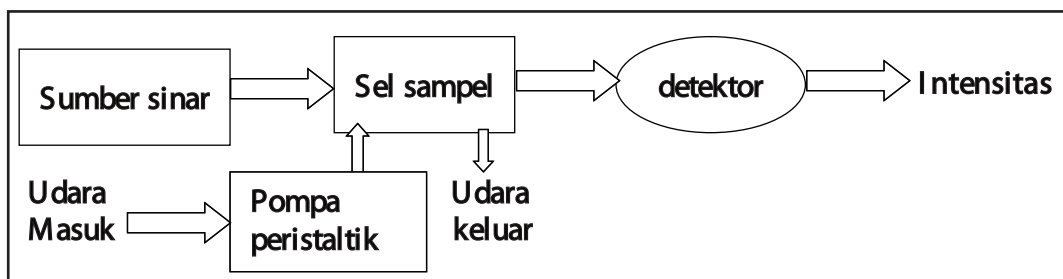 Sumber sinar
Sel sampel
detektor
Intensitas
Udara
Masuk
Pompa
peristaltik
Udara
keluar